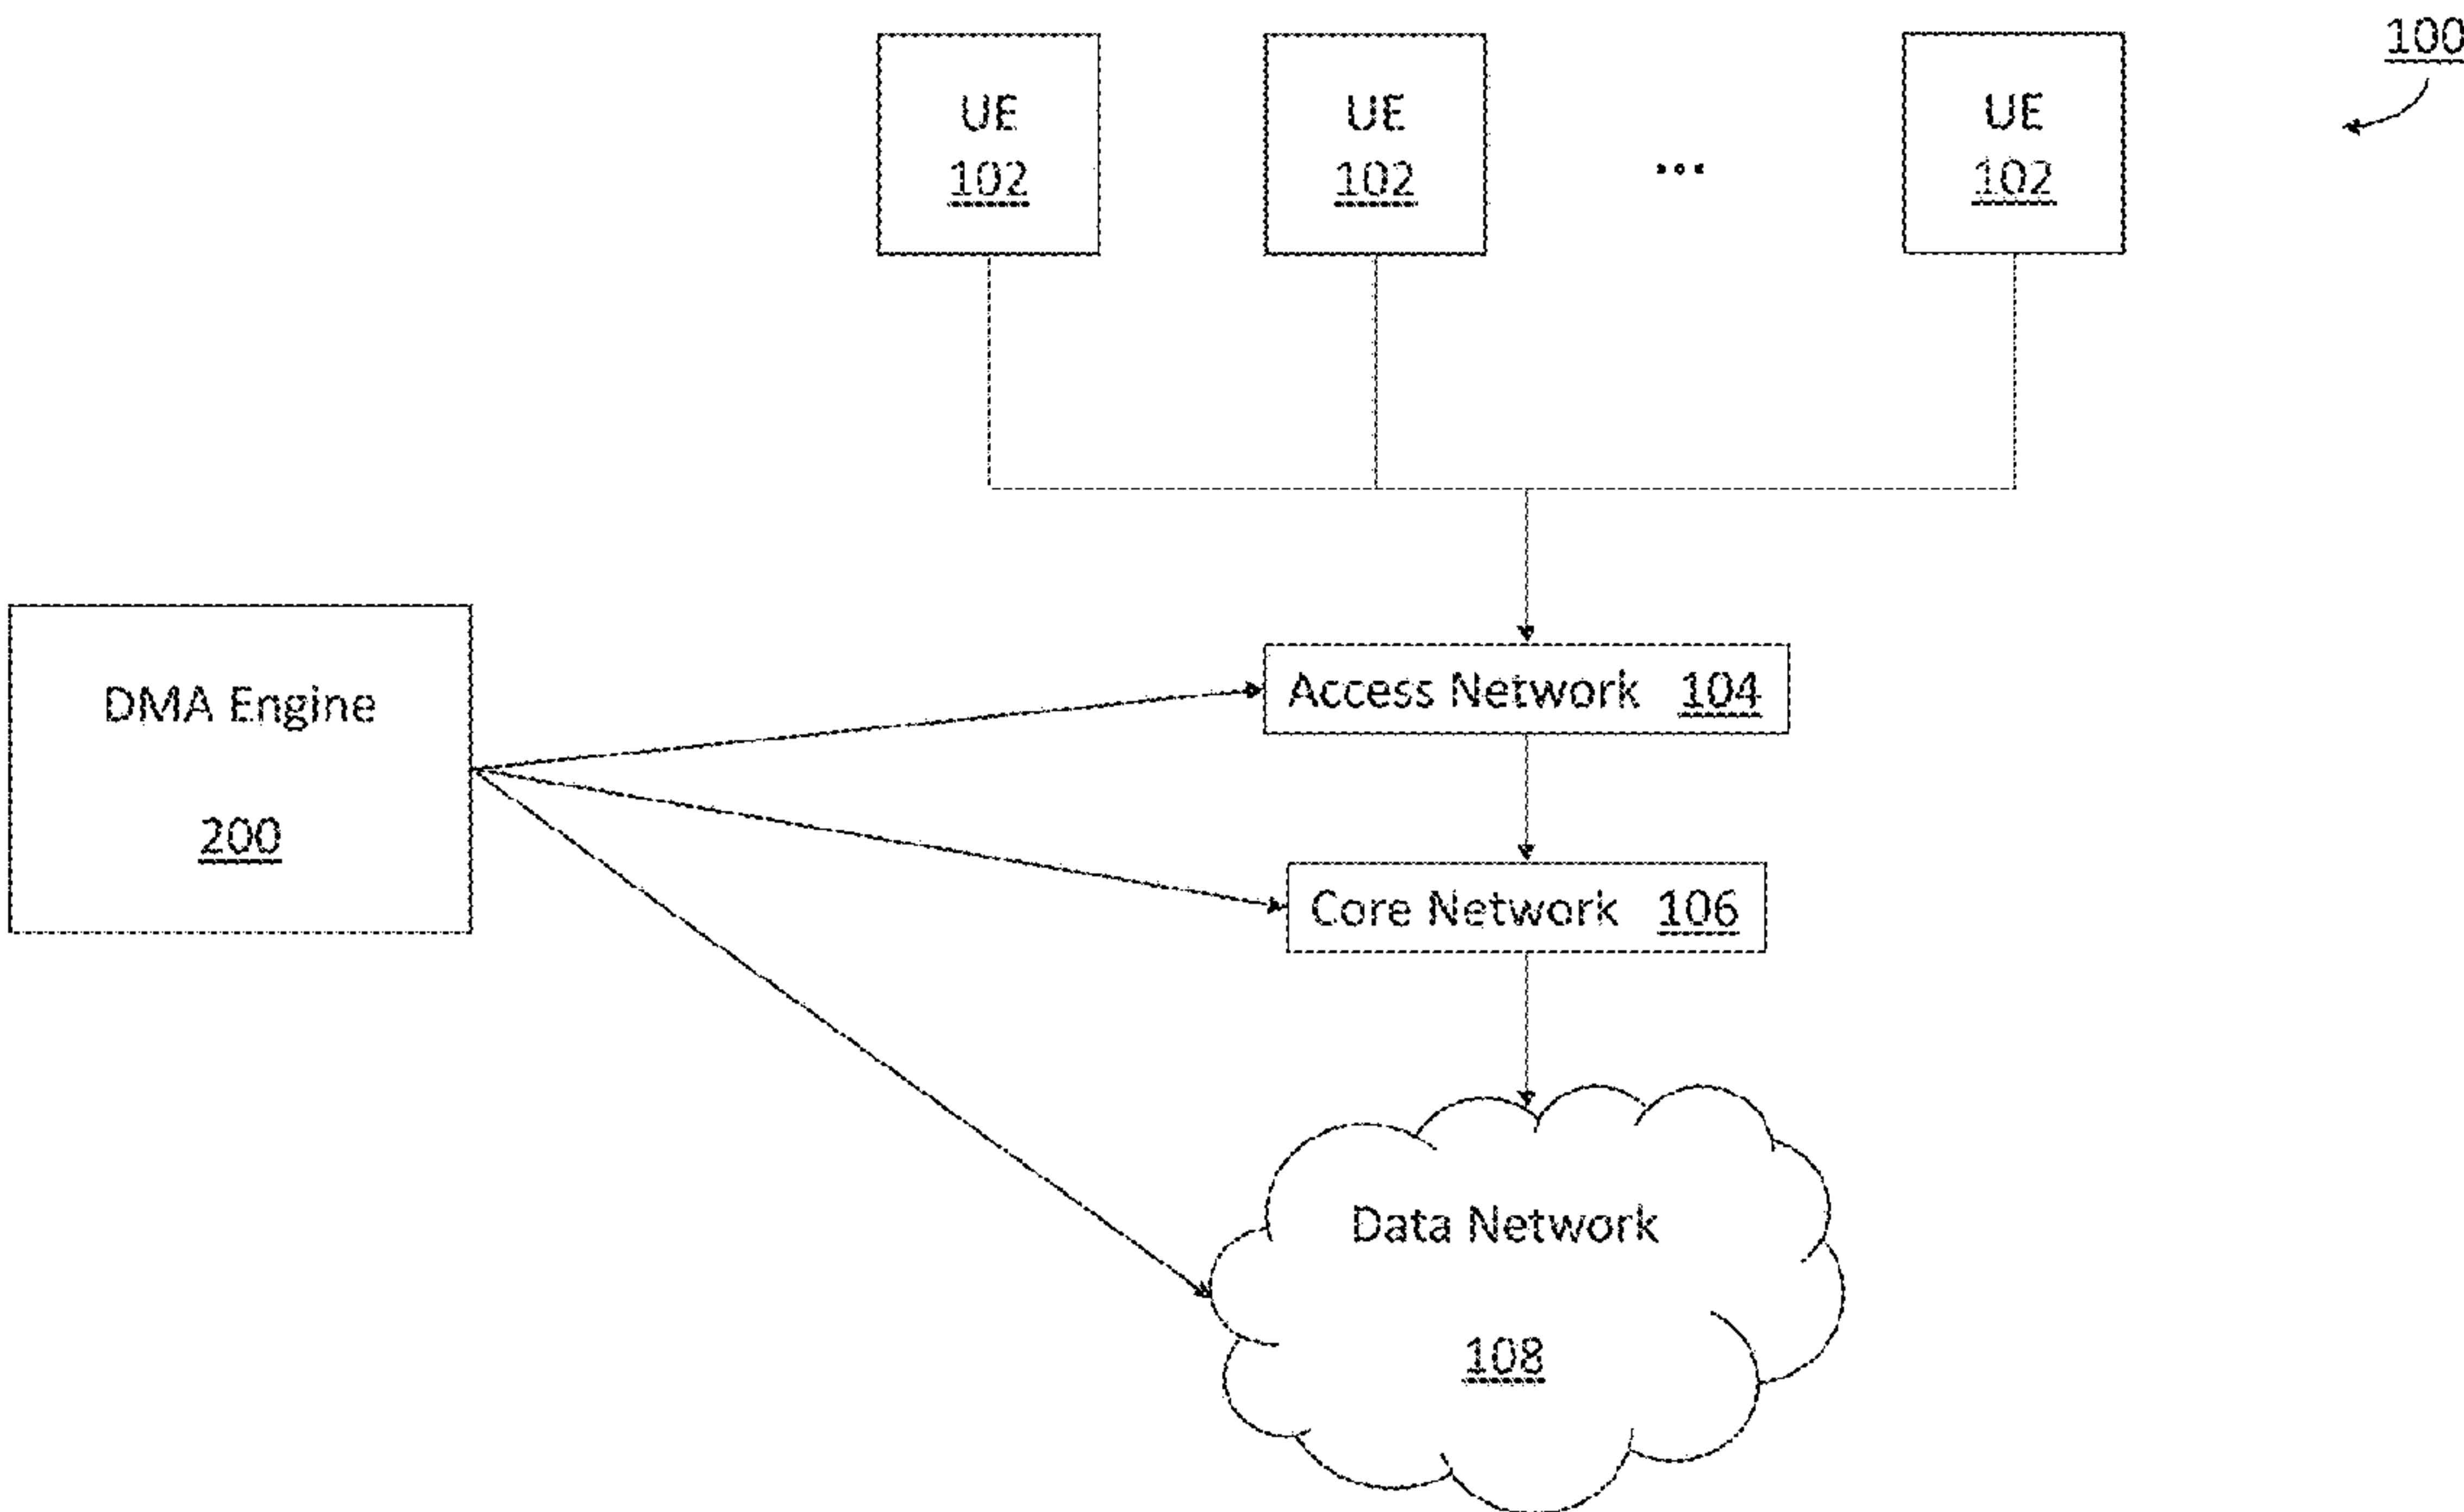 100
UE
102
UE
102
...
UE
102
DMA Engine
200
Access Network 104
Core Network 106
Data Network
108